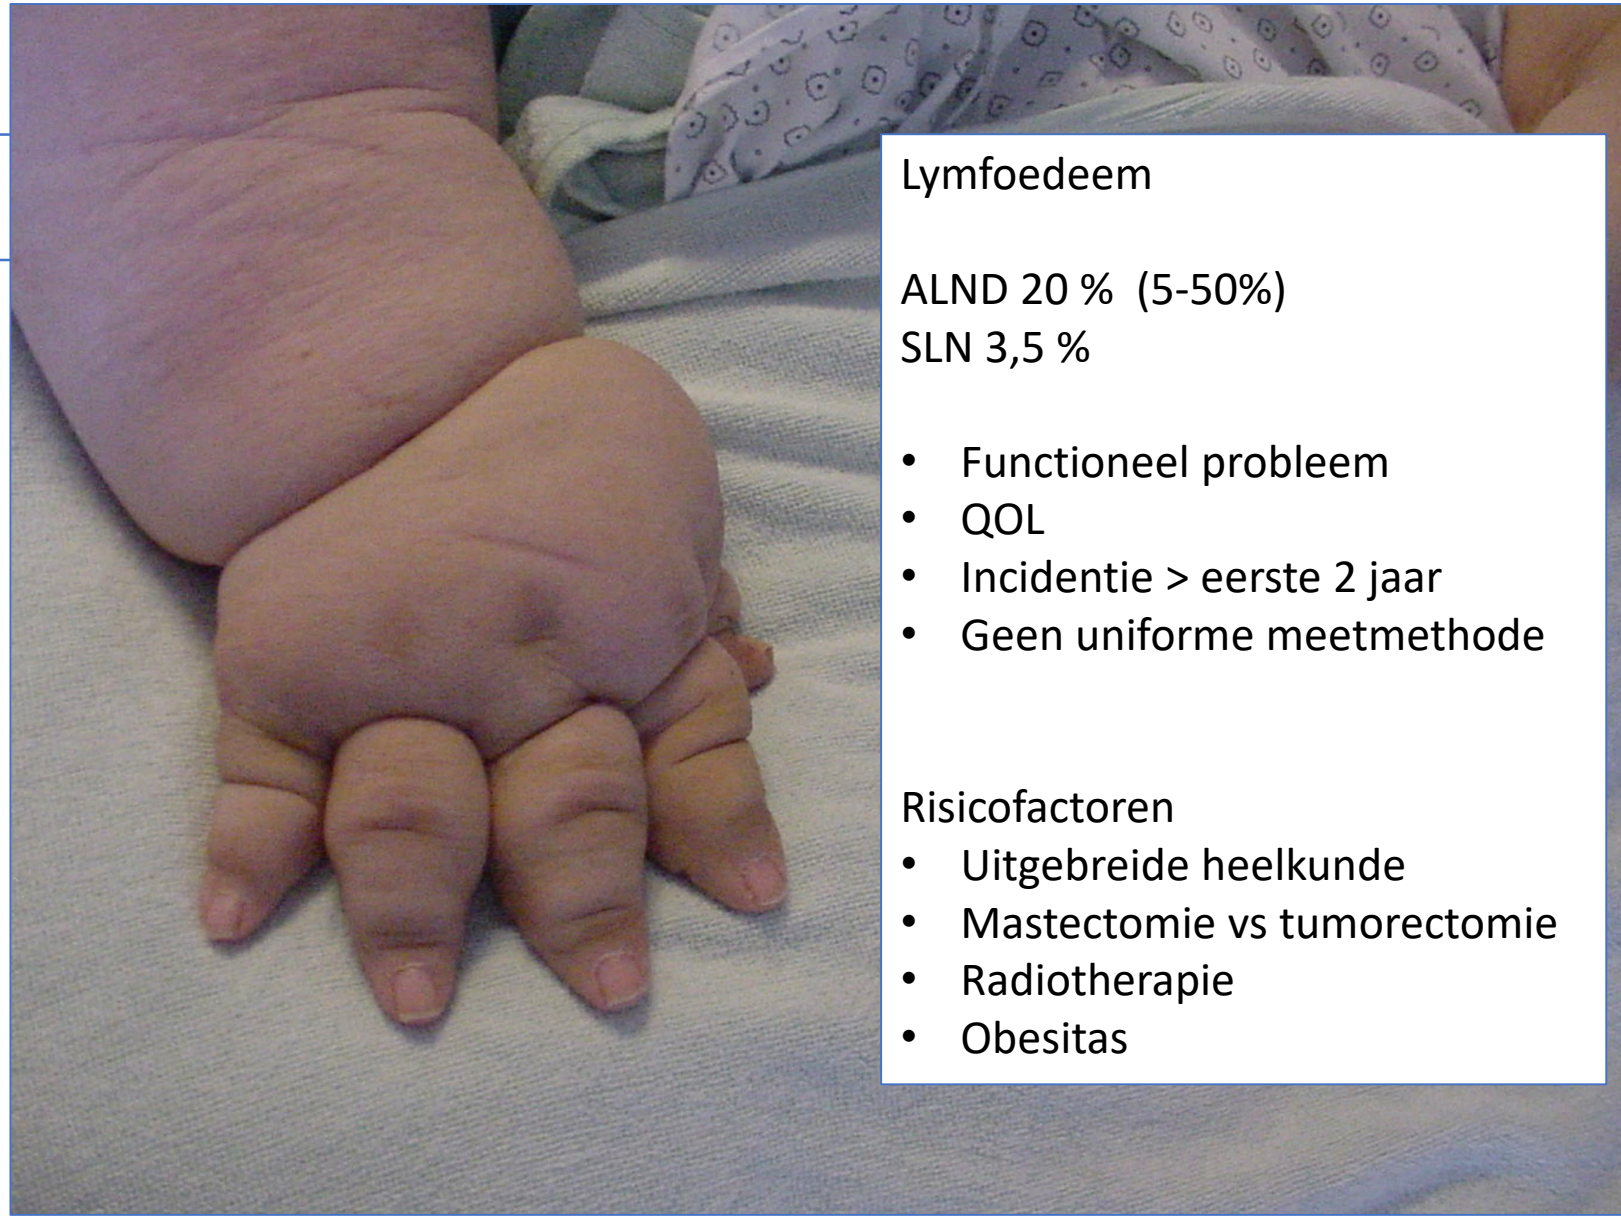 Lymfoedeem
ALND 20 % (5-50%)
SLN 3,5 %
• Functioneel probleem
• QOL
• Incidentie > eerste 2 jaar
• Geen uniforme meetmethode
Risicofactoren
• Uitgebreide heelkunde
• Mastectomie vs tumorectomie
• Radiotherapie
• Obesitas